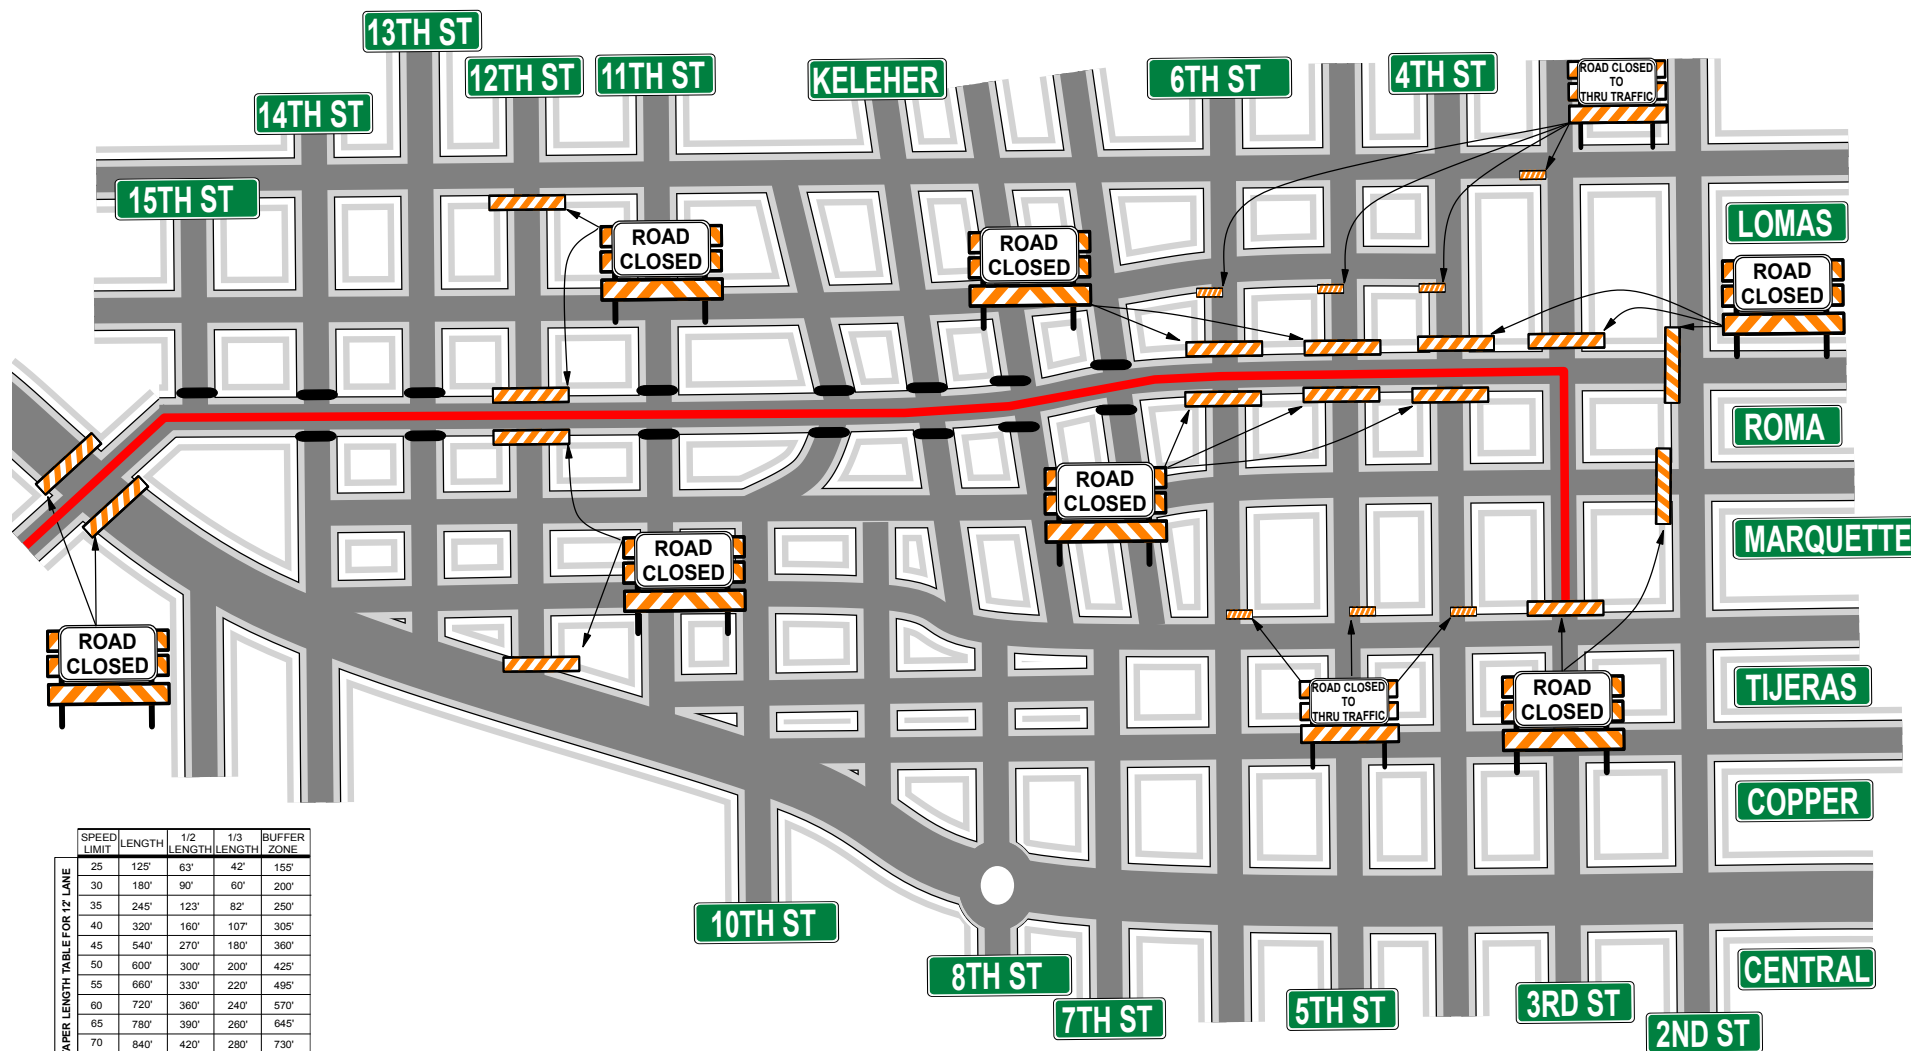 13TH ST
12TH ST
11TH ST
KELEHER
6TH ST
4TH ST
ROAD CLOSED
TO
THRU TRAFFIC
14TH ST
15TH ST
LOMAS
ROAD
CLOSED
ROAD
CLOSED
ROAD
CLOSED
ROMA
ROAD
CLOSED
MARQUETTE
ROAD
CLOSED
ROAD
CLOSED
TIJERAS
ROAD CLOSED
TO
THRU TRAFFIC
ROAD
CLOSED
COPPER
10TH ST
8TH ST
CENTRAL
7TH ST
5TH ST
3RD ST
2ND ST
TAPER LENGTH TABLE FOR 12' LANE
SPEED LIMIT LENGTH 1/2 LENGTH 1/3 LENGTH BUFFER ZONE
25 125' 63' 42' 155'
30 180' 90' 60' 200'
35 245' 123' 82' 250'
40 320' 160' 107' 305'
45 540' 270' 180' 360'
50 600' 300' 200' 425'
55 660' 330' 220' 495'
60 720' 360' 240' 570'
65 780' 390' 260' 645'
70 840' 420' 280' 730'